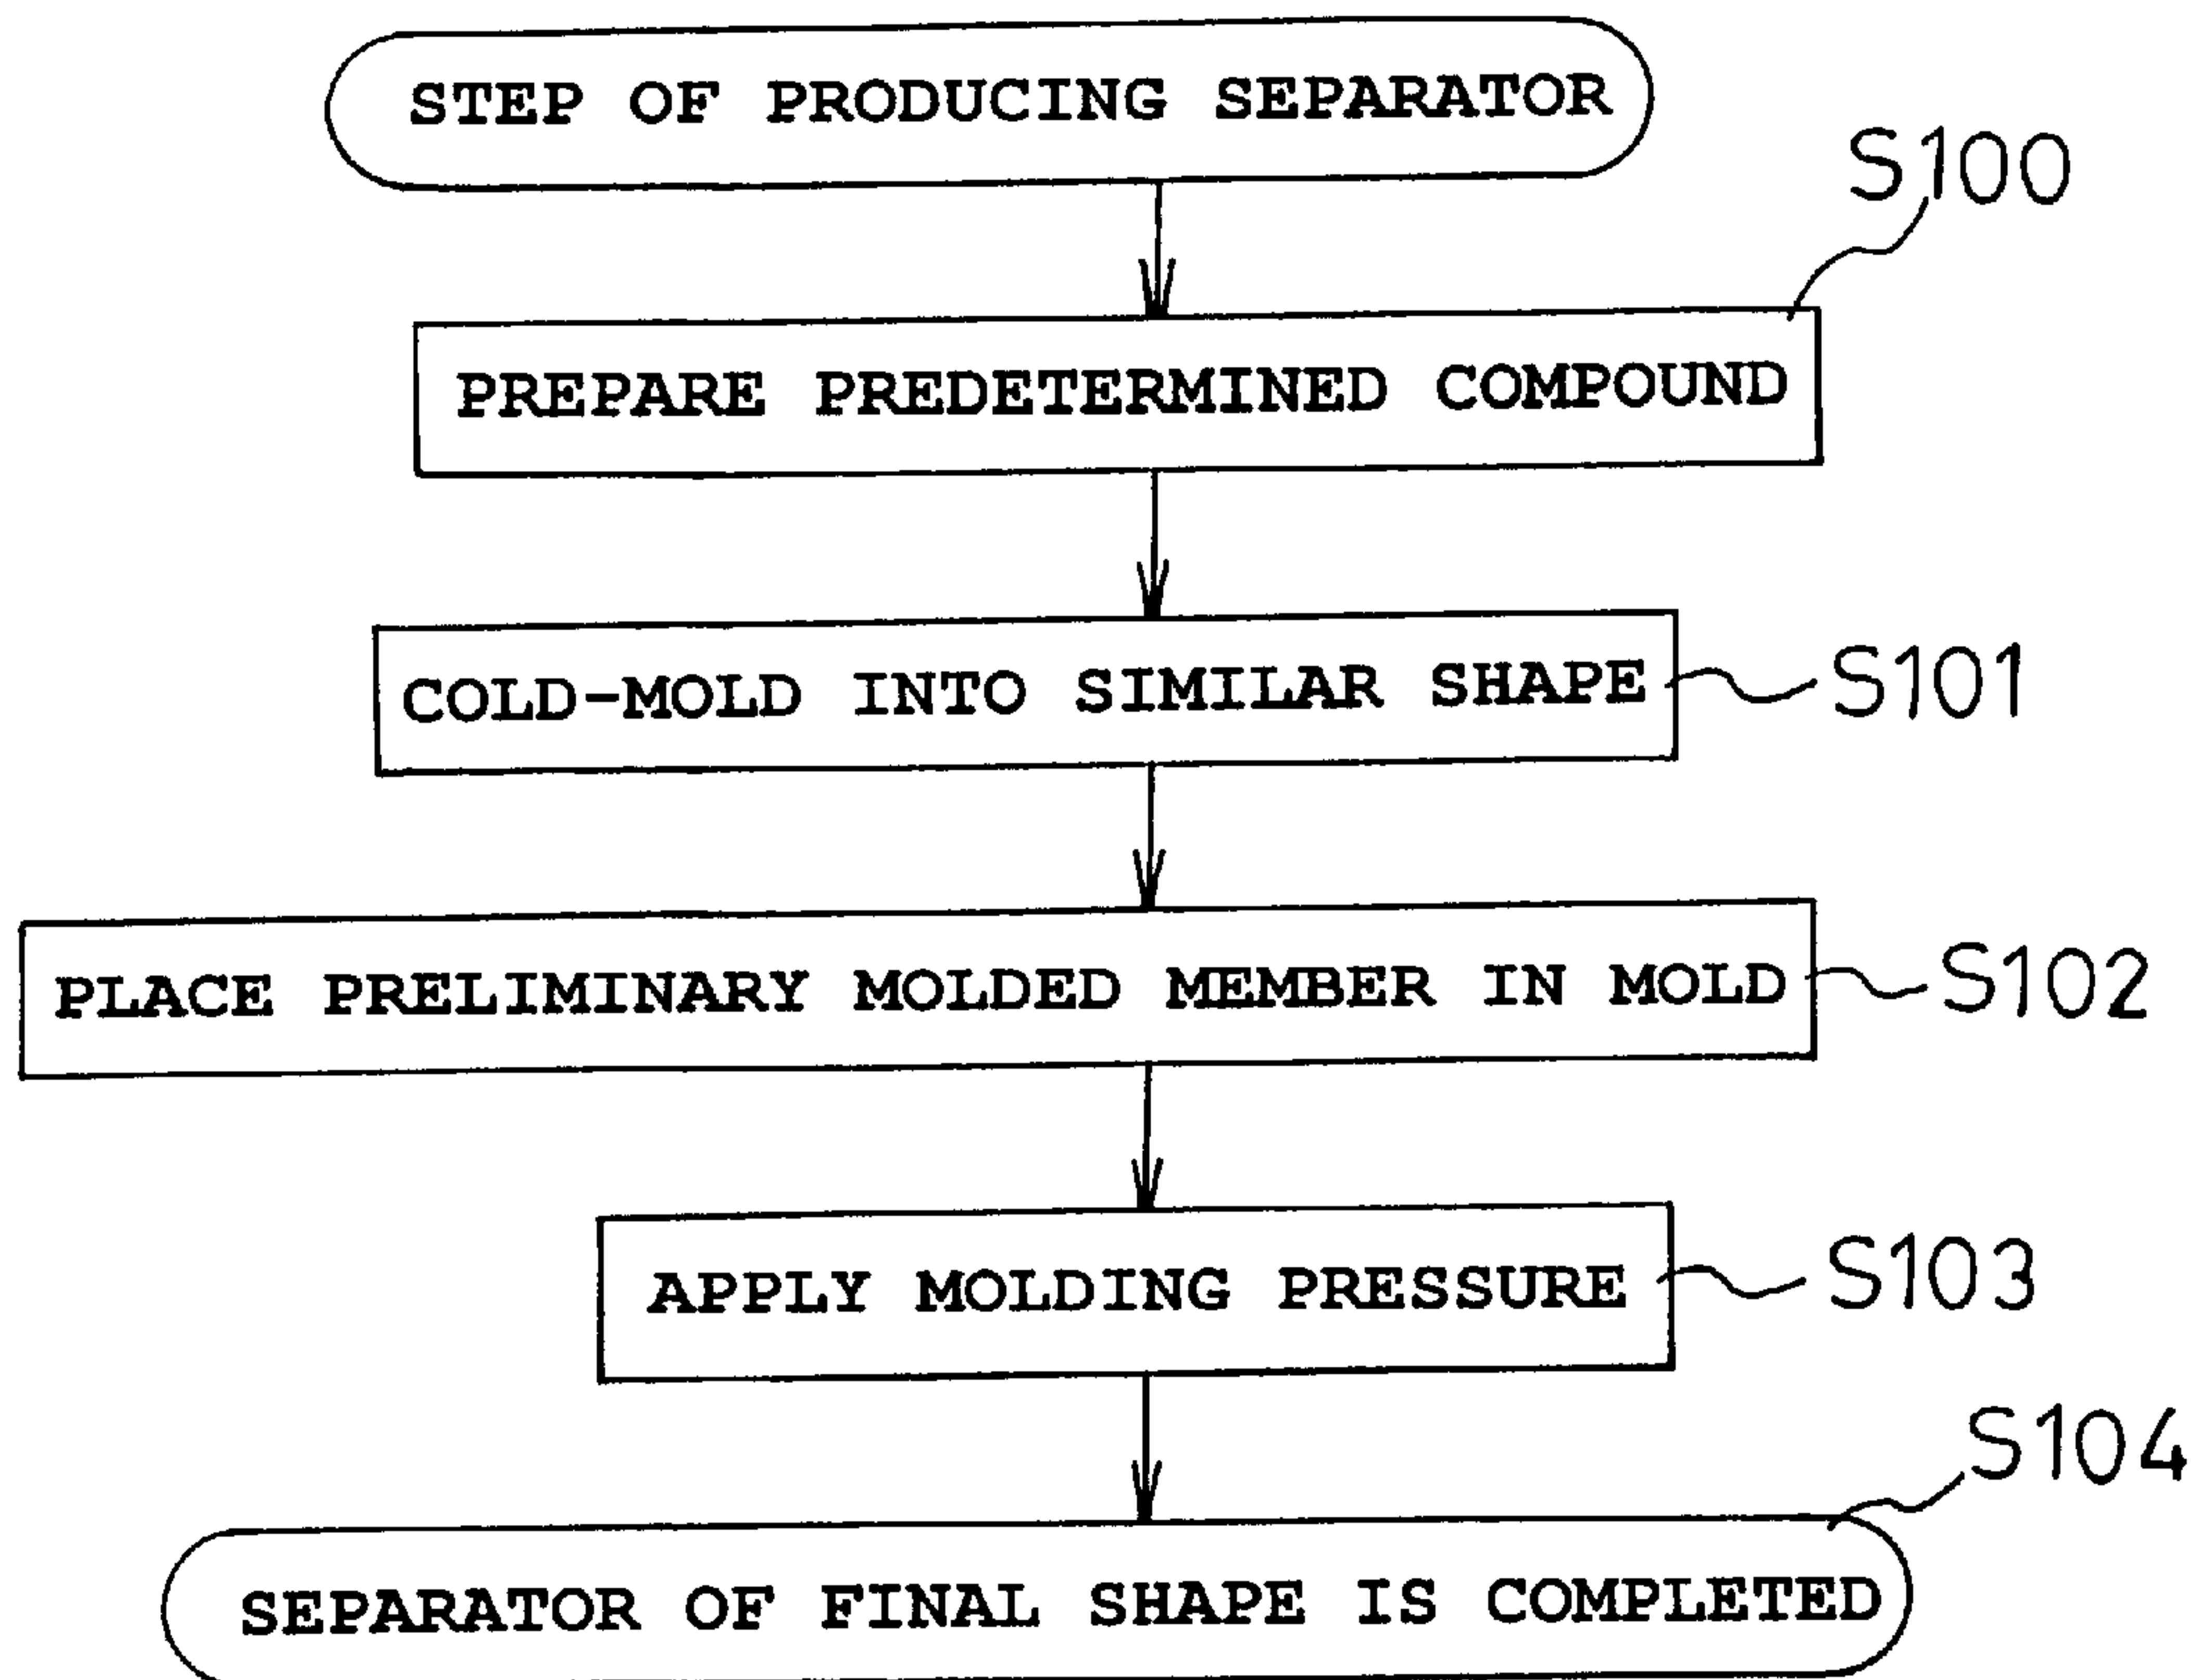 STEP OF PRODUCING SEPARATOR
S100
PREPARE PREDETERMINED COMPOUND
COLD-MOLD INTO SIMILAR SHAPE
S101
PLACE PRELIMINARY MOLDED MEMBER IN MOLD
S102
APPLY MOLDING PRESSURE
S103
S104
SEPARATOR OF FINAL SHAPE IS COMPLETED